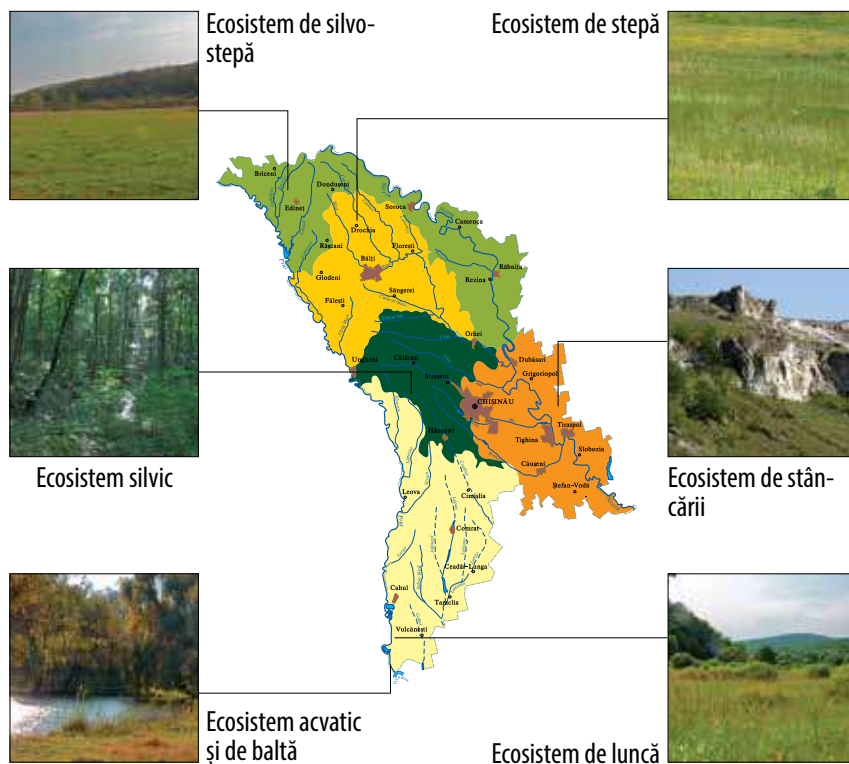 Ecosistem de silvo-
stepă
Ecosistem de stepă
Briceni
Dondușeni
Edineț
Soroca
Camenca
Drochia
Râșcani
Florești
Bălți
Râbnița
Rezina
Glodeni
Sângerei
Fălești
Orhei
Ungheni
Călărași
Dubăsari
Grigoriopol
Strășeni
CHIȘINĂU
Tiraspol
Hâncești
Tighina
Slobozia
Căușeni
Ștefan-Vodă
Leova
Cimișlia
Comrat
Ceadâr-Lunga
Cahul
Taraclia
Vulcănești
Prut
Ecosistem silvic
Ecosistem de stân-
cării
Ecosistem acvatic
și de baltă
Ecosistem de luncă